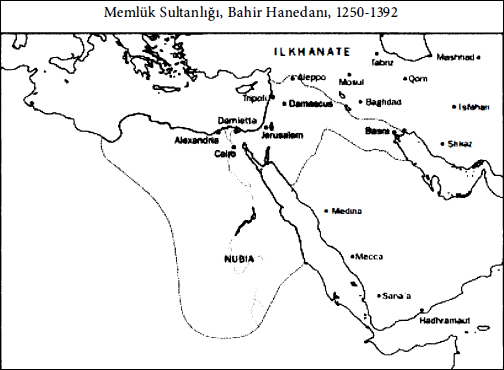 Memlük Sultanlığı, Bahir Hanedanı, 1250-1392
ILKHANATE
Tabriz
Mashhad
Aleppo
Mosul
Qom
Tripoli
Damascus
Baghdad
Isfahan
Damietta
Alexandria
Jerusalem
Basra
Cairo
Shiraz
Medina
NUBIA
Mecca
Sana'a
Hadhramaut